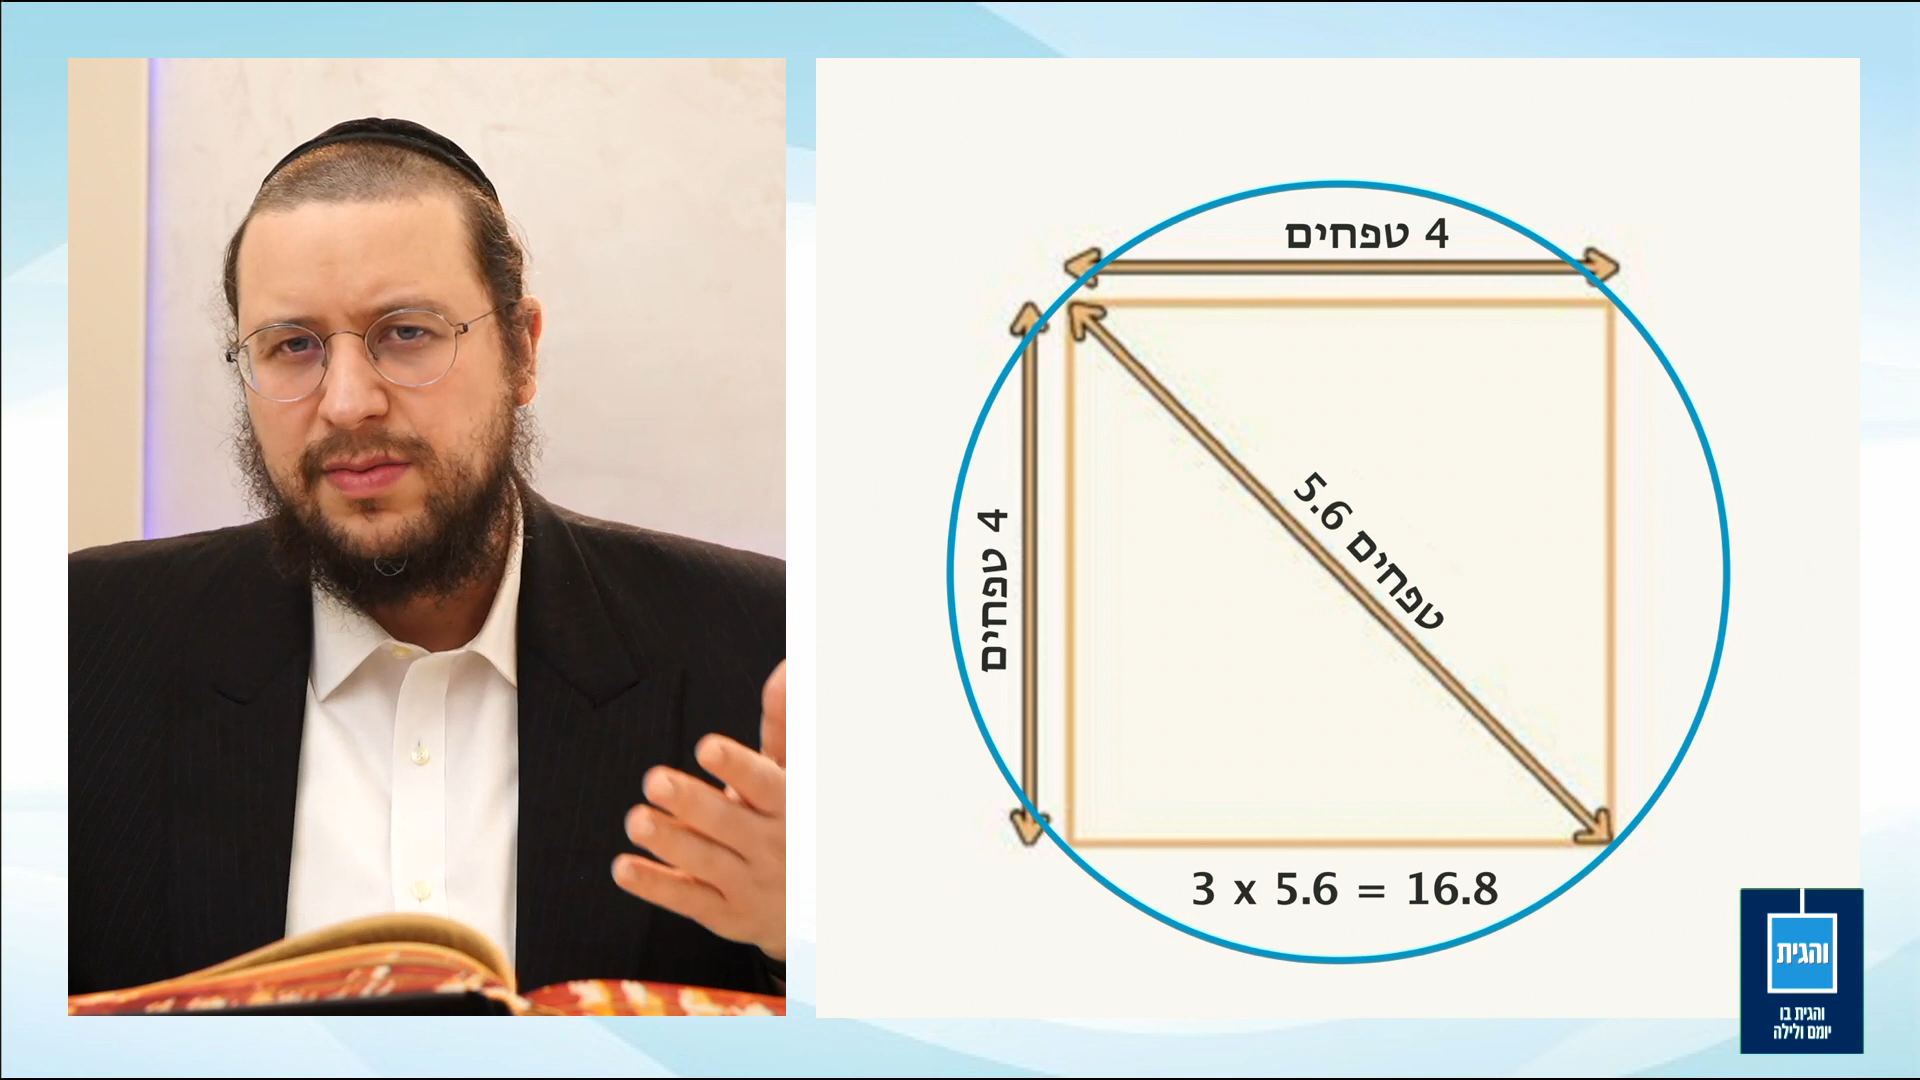 4 טפחים
4 טפחים
5.6 טפחים
3 x 5.6 = 16.8
והגית
והגית בו
יומם ולילה